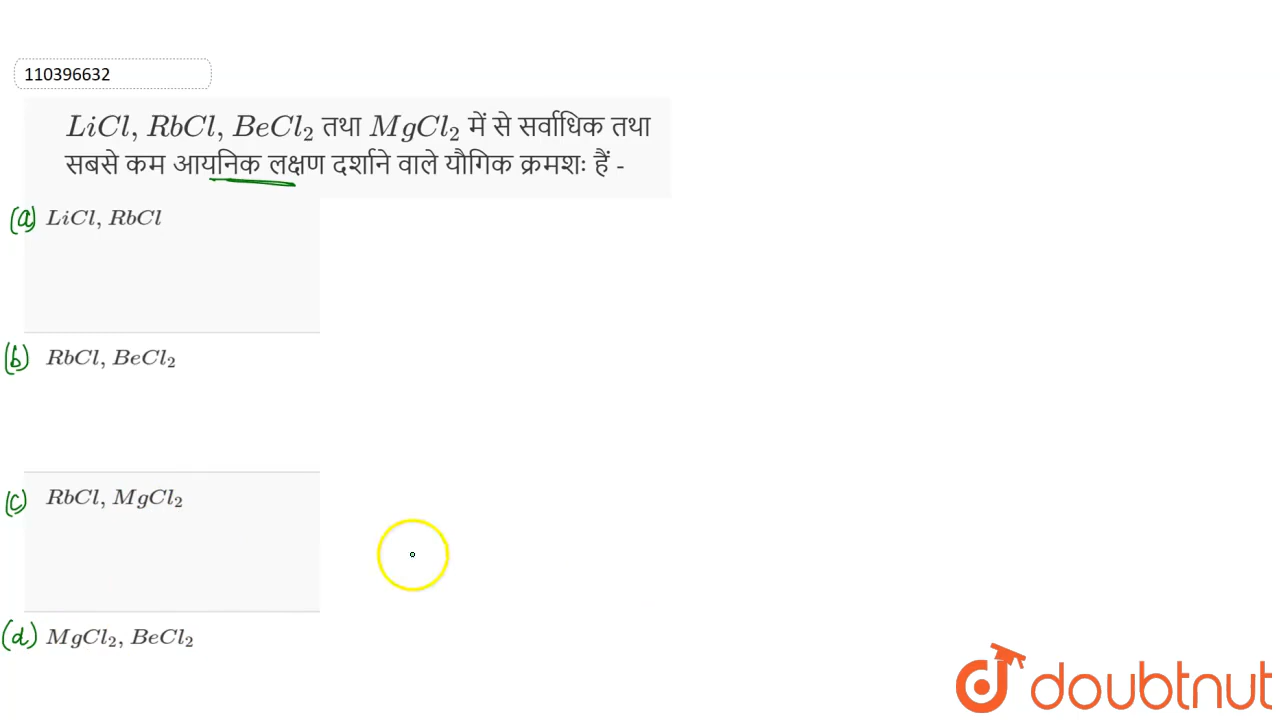 110396632
LiCl, RbCl, BeCl₂ तथा MgCl₂ में से सर्वाधिक तथा
सबसे कम आयनिक लक्षण दर्शाने वाले यौगिक क्रमशः हैं -
(a) LiCl, RbCl
(b) RbCl, BeCl₂
(c) RbCl, MgCl₂
(d) MgCl₂, BeCl₂
doubtnut